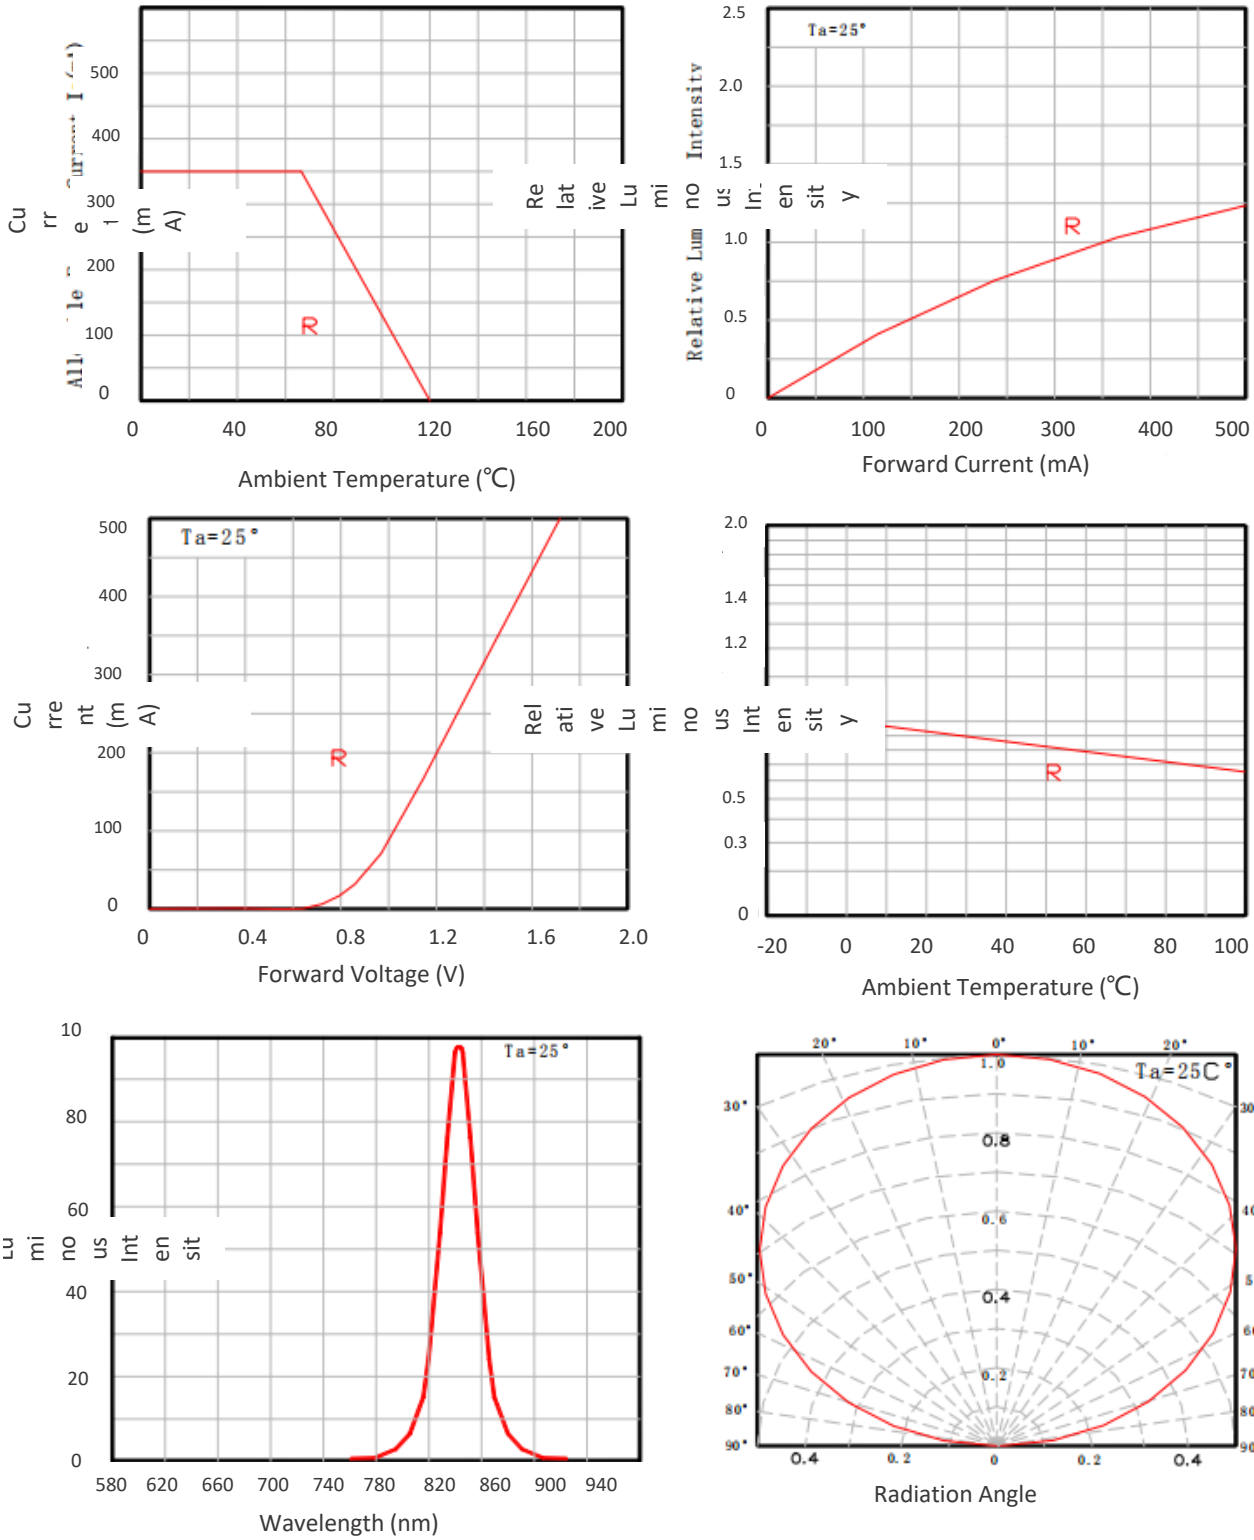 500
400
300
200
100
0
Cu rr e (m A)
0 40 80 120 160 200
Ambient Temperature (℃)
R
2.5
2.0
1.5
1.0
0.5
0
Ta=25°
Relative Lum Intensity
Re lat ive Lu mi no us In en sit y
R
0 100 200 300 400 500
Forward Current (mA)
500
400
300
200
100
0
Ta=25°
Cu rre nt (m A)
R
0 0.4 0.8 1.2 1.6 2.0
Forward Voltage (V)
2.0
1.4
1.2
0.5
0.3
0
Rel ati ve Lu mi no us Int en sit y
R
-20 0 20 40 60 80 100
Ambient Temperature (℃)
10
80
60
40
20
0
Ta=25°
mi no us Int en sit
580 620 660 700 740 780 820 860 900 940
Wavelength (nm)
20° 10° 0° 10° 20°
1.0
Ta=25C°
30° 30
0.8
40° 40
0.6
50°
0.4
60° 60
70° 70
0.2
80° 80
90° 90
0.4 0.2 0 0.2 0.4
Radiation Angle